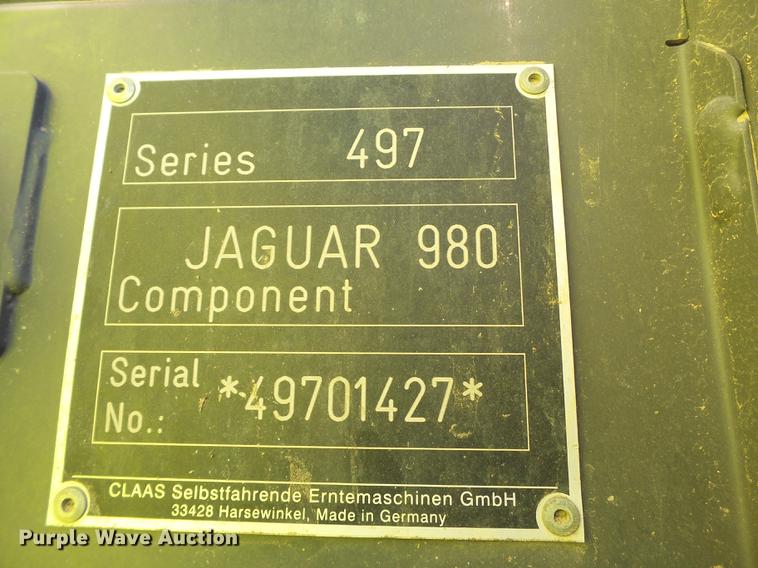 Series 497
JAGUAR 980
Component
Serial
No.: *49701427*
CLAAS Selbstfahrende Erntemaschinen GmbH
33428 Harsewinkel, Made in Germany
Purple Wave Auction